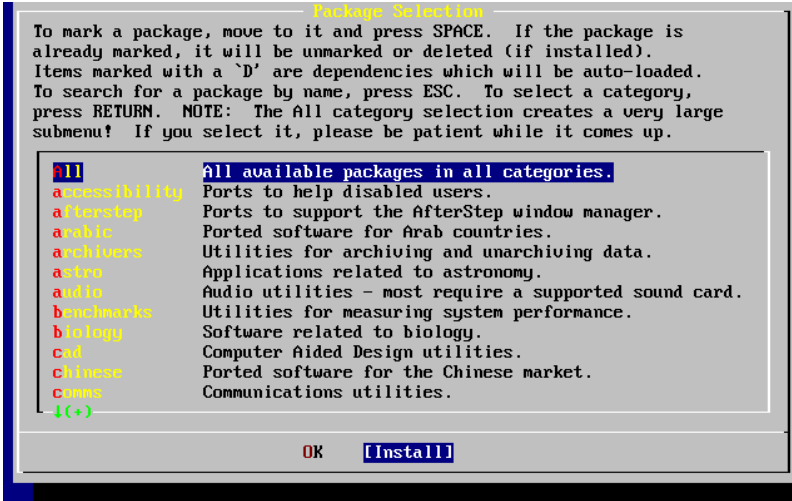 Package Selection
To mark a package, move to it and press SPACE.  If the package is
already marked, it will be unmarked or deleted (if installed).
Items marked with a `D' are dependencies which will be auto-loaded.
To search for a package by name, press ESC.  To select a category,
press RETURN.  NOTE:  The All category selection creates a very large
submenu!  If you select it, please be patient while it comes up.
All All available packages in all categories.
accessibility Ports to help disabled users.
afterstep Ports to support the AfterStep window manager.
arabic Ported software for Arab countries.
archivers Utilities for archiving and unarchiving data.
astro Applications related to astronomy.
audio Audio utilities - most require a supported sound card.
benchmarks Utilities for measuring system performance.
biology Software related to biology.
cad Computer Aided Design utilities.
chinese Ported software for the Chinese market.
comms Communications utilities.
↓(+)
OK [Install]